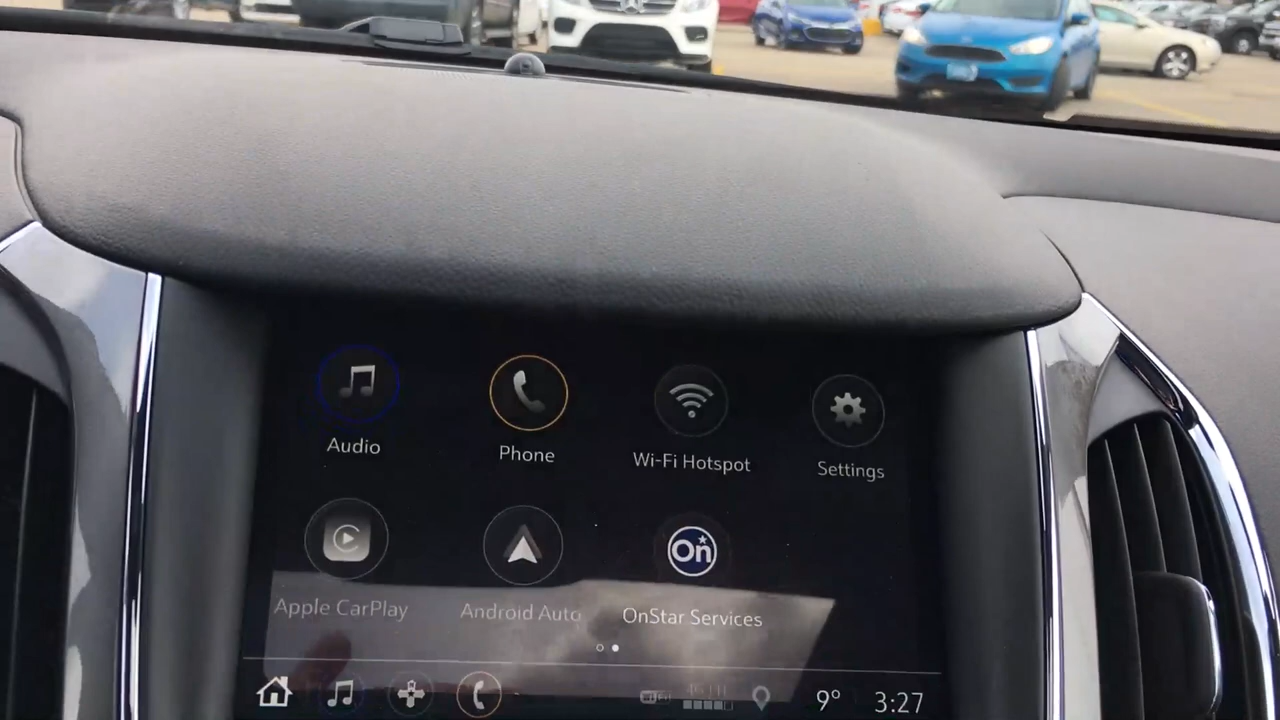 Audio
Phone
Wi-Fi Hotspot
Settings
Apple CarPlay
Android Auto
On
OnStar Services
9° 3:27